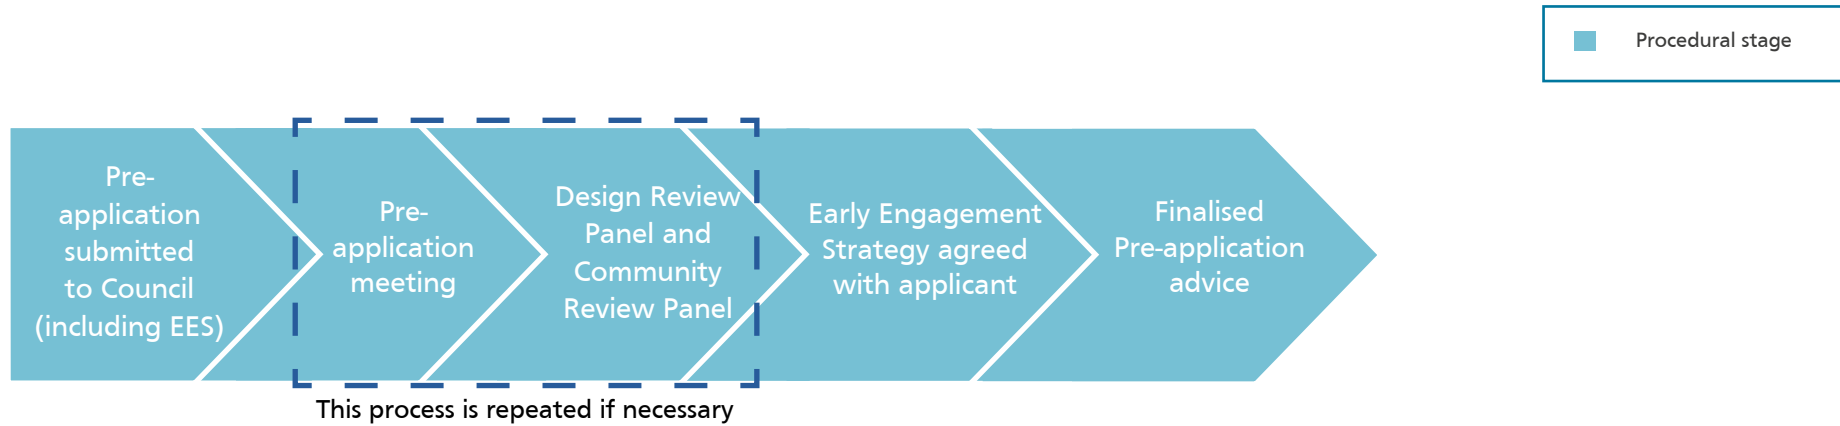 Procedural stage
Pre-
application
submitted
to Council
(including EES)
Pre-
application
meeting
Design Review
Panel and
Community
Review Panel
Early Engagement
Strategy agreed
with applicant
Finalised
Pre-application
advice
This process is repeated if necessary